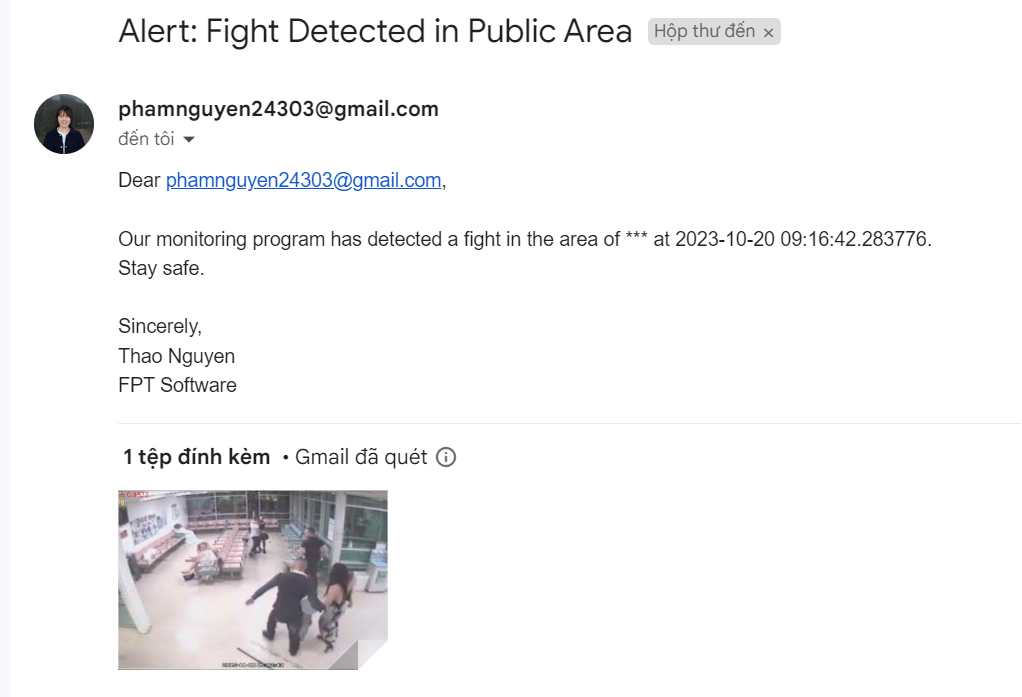 Alert: Fight Detected in Public Area Hộp thư đến ×
phamnguyen24303@gmail.com
đến tôi
Dear phamnguyen24303@gmail.com,
Our monitoring program has detected a fight in the area of *** at 2023-10-20 09:16:42.283776.
Stay safe.
Sincerely,
Thao Nguyen
FPT Software
1 tệp đính kèm • Gmail đã quét